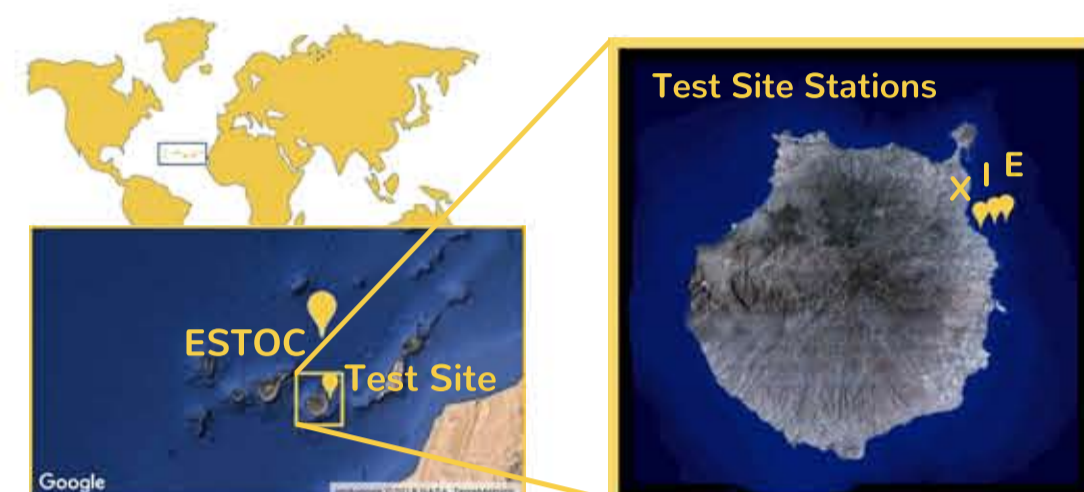 Test Site Stations
X I E
ESTOC
Test Site
Google